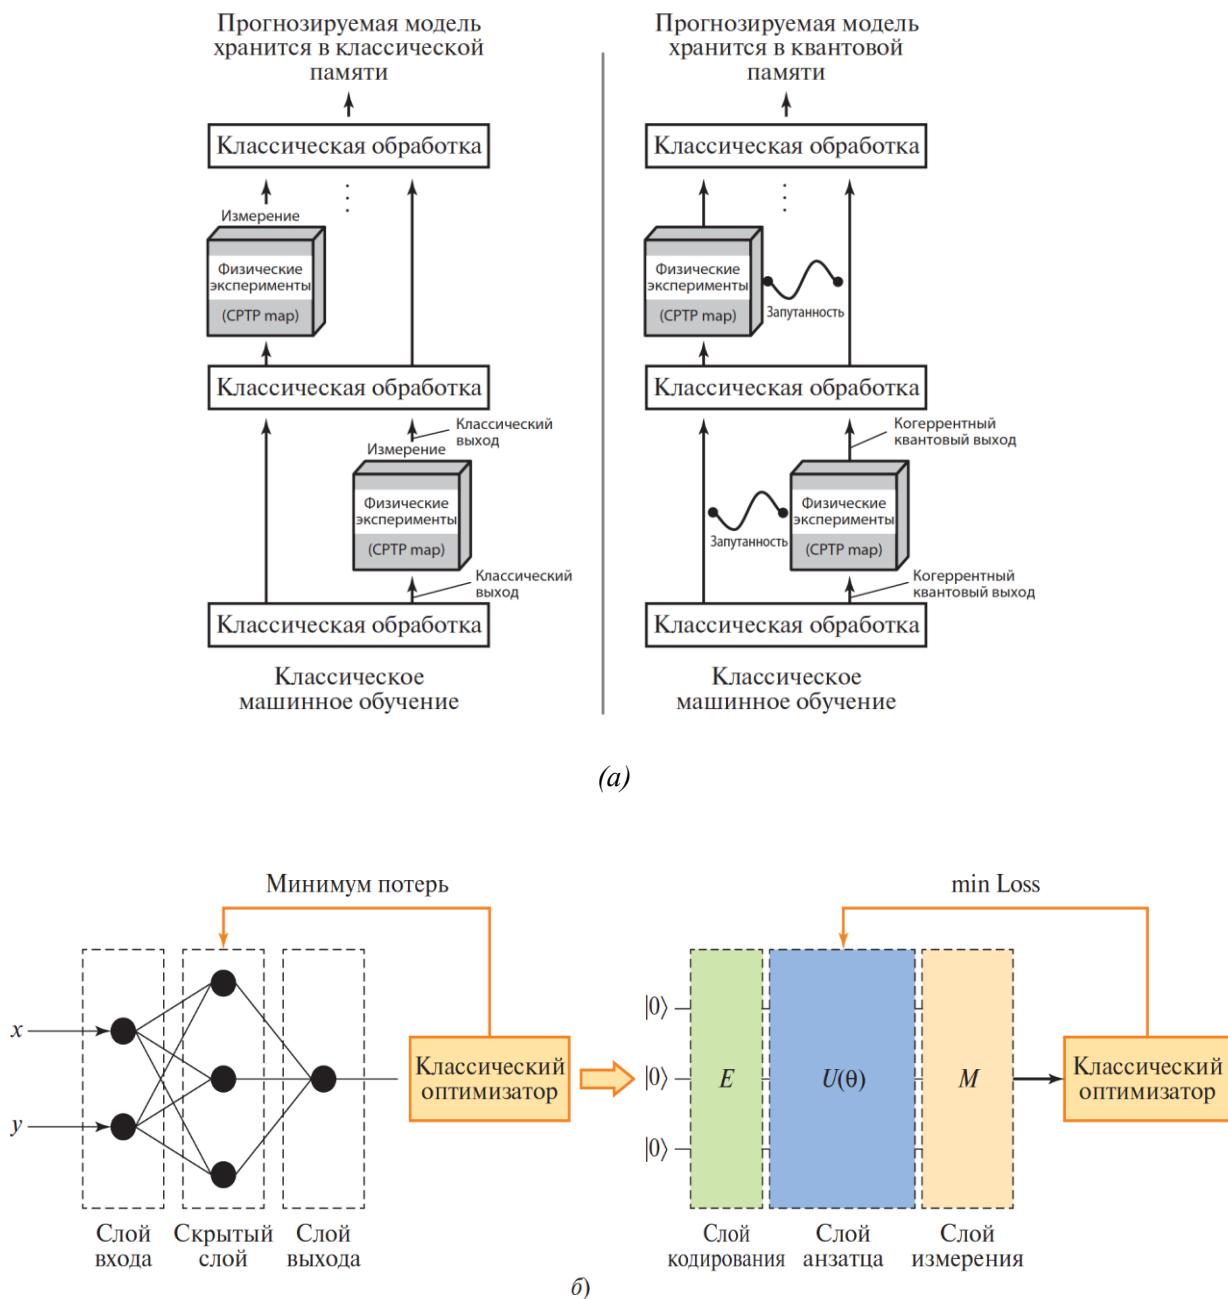 Прогнозируемая модель
хранится в классической
памяти
Классическая обработка
Измерение
Физические
эксперименты
(CPTP map)
Классическая обработка
Классический
выход
Измерение
Физические
эксперименты
(CPTP map)
Классический
выход
Классическая обработка
Классическое
машинное обучение
Прогнозируемая модель
хранится в квантовой
памяти
Классическая обработка
Физические
эксперименты
(CPTP map)
Запутанность
Классическая обработка
Когеррентный
квантовый выход
Физические
эксперименты
(CPTP map)
Запутанность
Когеррентный
квантовый выход
Классическая обработка
Классическое
машинное обучение
(а)
Минимум потерь
x
y
Классический
оптимизатор
Слой
входа
Скрытый
слой
Слой
выхода
min Loss
|0⟩
|0⟩
|0⟩
E
U(θ)
M
Классический
оптимизатор
Слой
кодирования
Слой
анзатца
Слой
измерения
б)